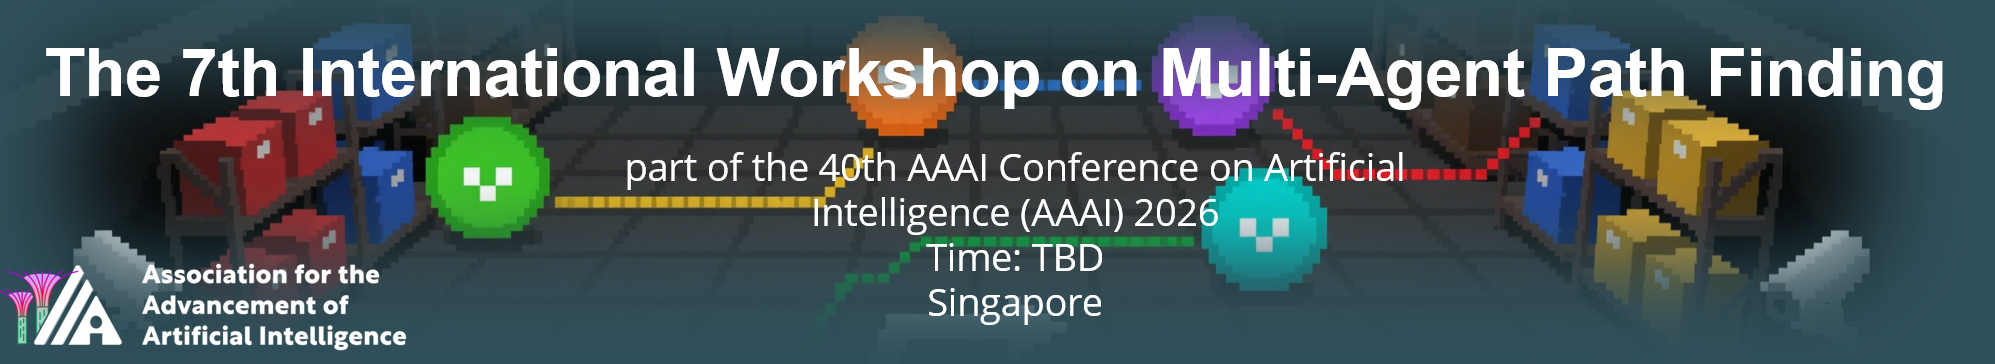 The 7th International Workshop on Multi-Agent Path Finding
part of the 40th AAAI Conference on Artificial
Intelligence (AAAI) 2026
Time: TBD
Singapore
Association for the
Advancement of
Artificial Intelligence